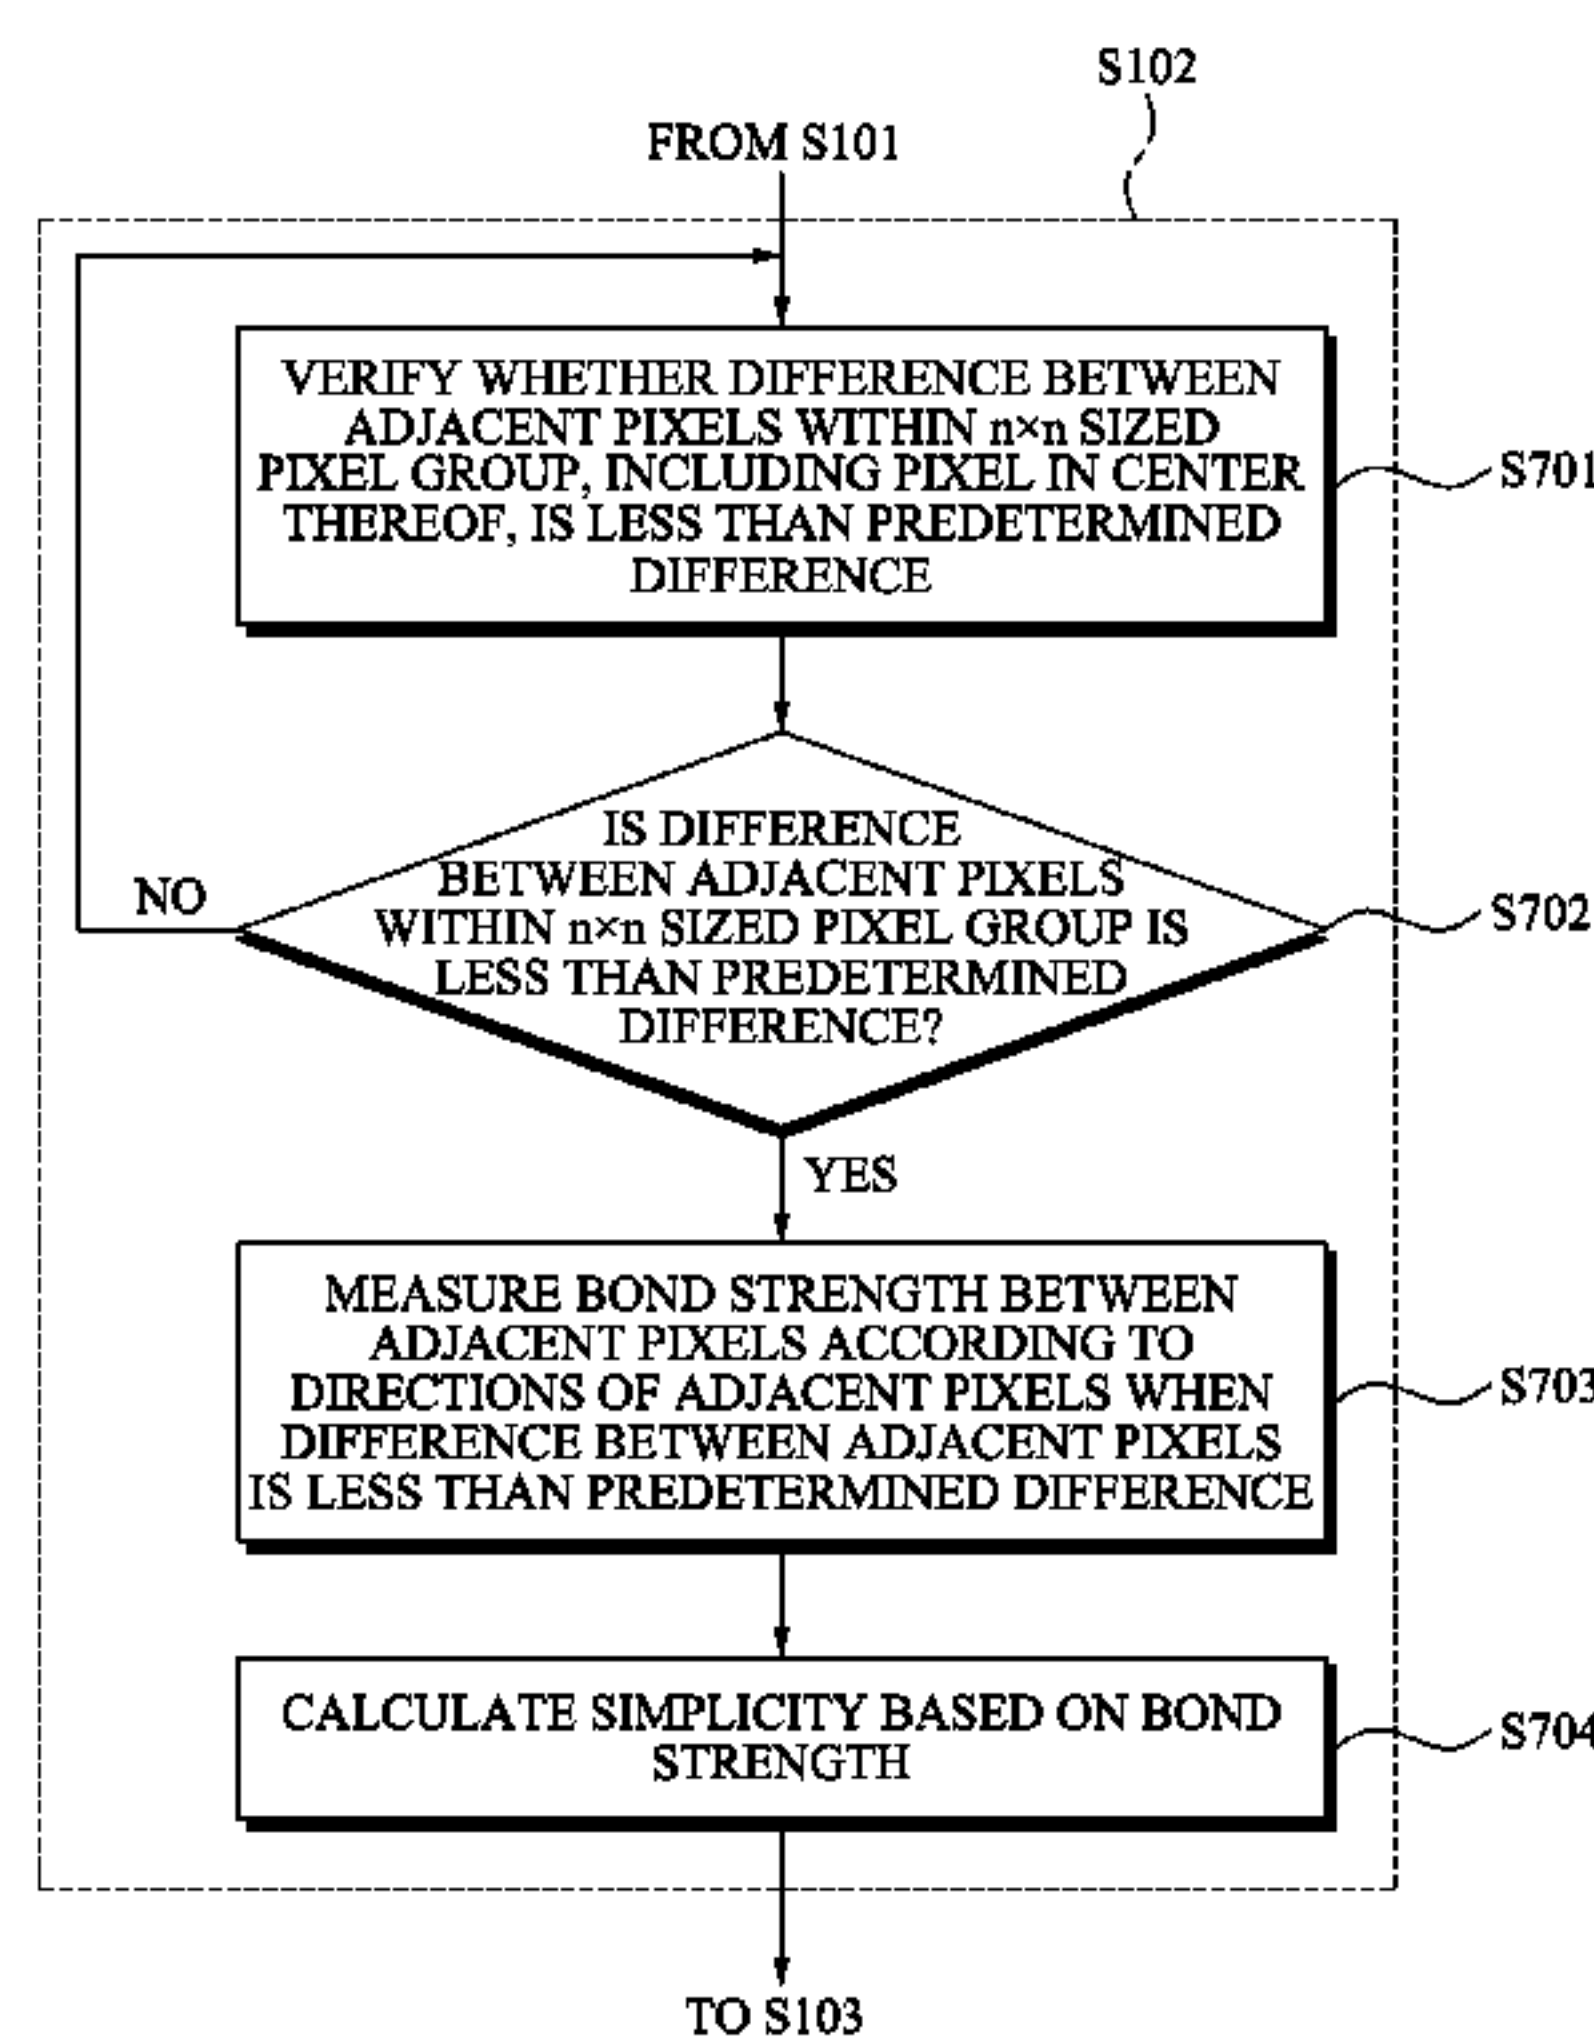 S102
FROM S101
VERIFY WHETHER DIFFERENCE BETWEEN
ADJACENT PIXELS WITHIN n×n SIZED
PIXEL GROUP, INCLUDING PIXEL IN CENTER
THEREOF, IS LESS THAN PREDETERMINED
DIFFERENCE
S701
IS DIFFERENCE
BETWEEN ADJACENT PIXELS
WITHIN n×n SIZED PIXEL GROUP IS
LESS THAN PREDETERMINED
DIFFERENCE?
NO
S702
YES
MEASURE BOND STRENGTH BETWEEN
ADJACENT PIXELS ACCORDING TO
DIRECTIONS OF ADJACENT PIXELS WHEN
DIFFERENCE BETWEEN ADJACENT PIXELS
IS LESS THAN PREDETERMINED DIFFERENCE
S703
CALCULATE SIMPLICITY BASED ON BOND
STRENGTH
S704
TO S103